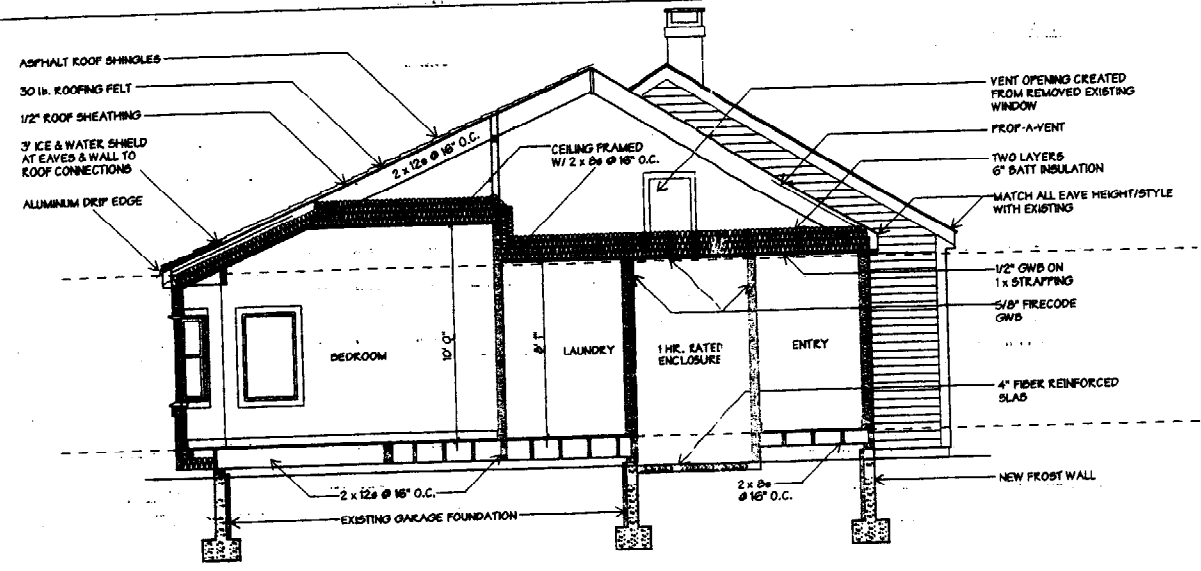 ASPHALT ROOF SHINGLES
30 lb. ROOFING FELT
1/2" ROOF SHEATHING
3' ICE & WATER SHIELD
AT EAVES & WALL TO
ROOF CONNECTIONS
ALUMINUM DRIP EDGE
2 x 12s @ 16" O.C.
CEILING FRAMED
W/ 2 x 8s @ 16" O.C.
VENT OPENING CREATED
FROM REMOVED EXISTING
WINDOW
PROP-A-VENT
TWO LAYERS
6" BATT INSULATION
MATCH ALL EAVE HEIGHT/STYLE
WITH EXISTING
1/2" GWB ON
1 x STRAPPING
5/8" FIRECODE
GWB
BEDROOM
10' 0"
8' 1"
LAUNDRY
1 HR. RATED
ENCLOSURE
ENTRY
4" FIBER REINFORCED
SLAB
2 x 12s @ 16" O.C.
2 x 8s
@ 16" O.C.
NEW FROST WALL
EXISTING GARAGE FOUNDATION